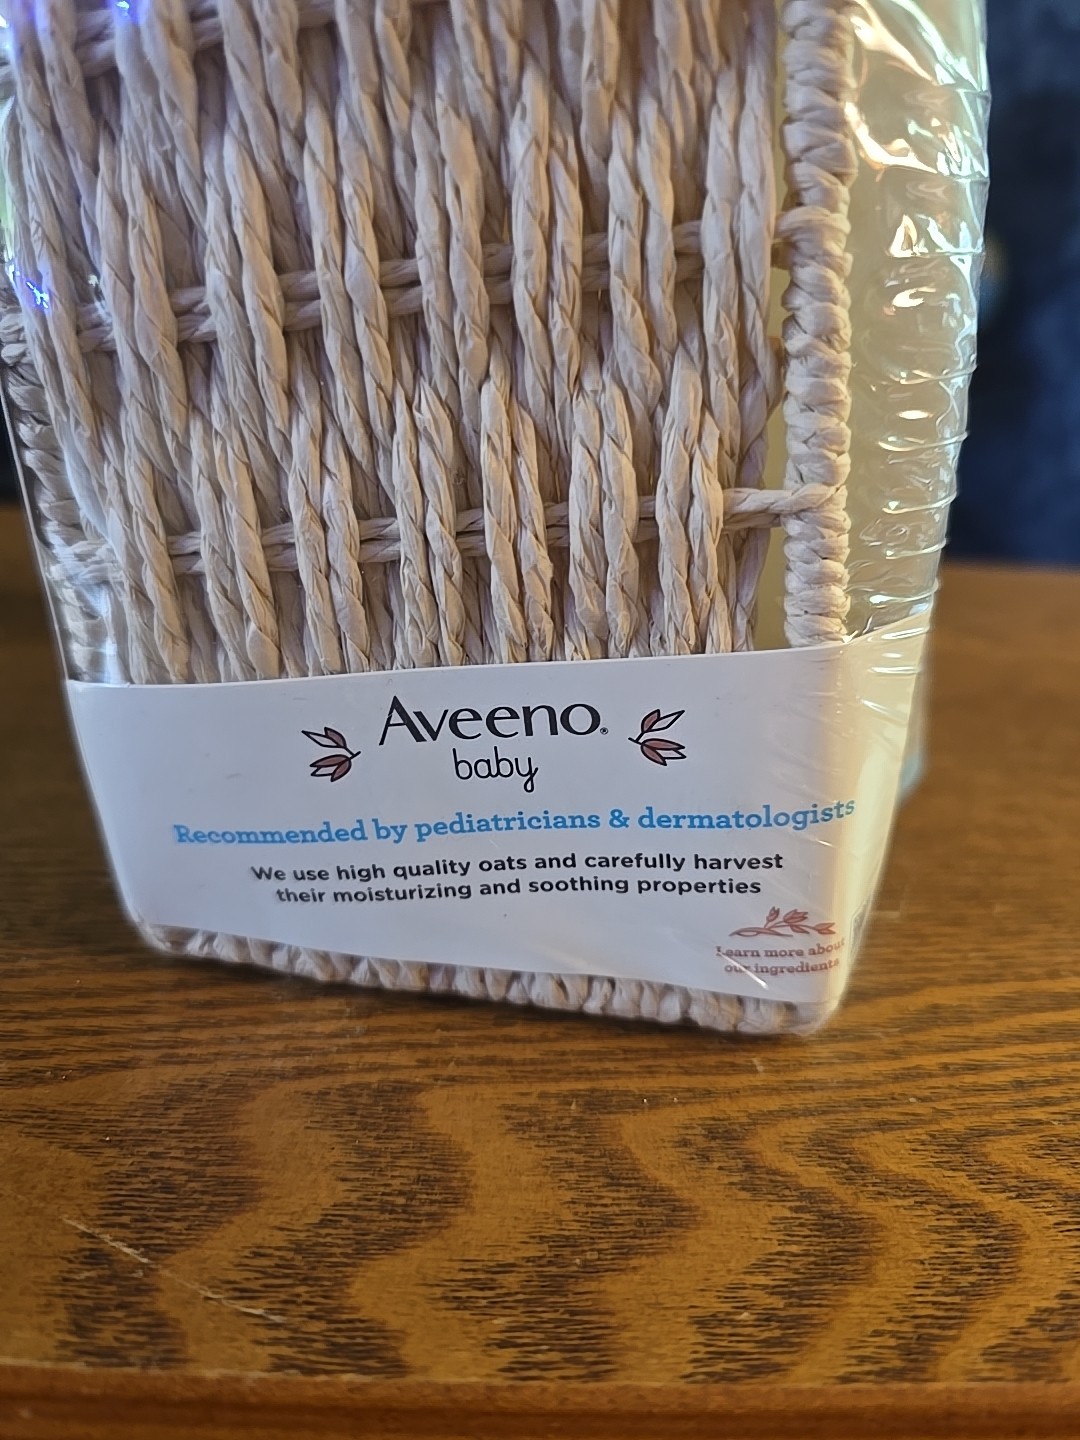 Aveeno®
baby
Recommended by pediatricians & dermatologists
We use high quality oats and carefully harvest
their moisturizing and soothing properties
Learn more about
our ingredients